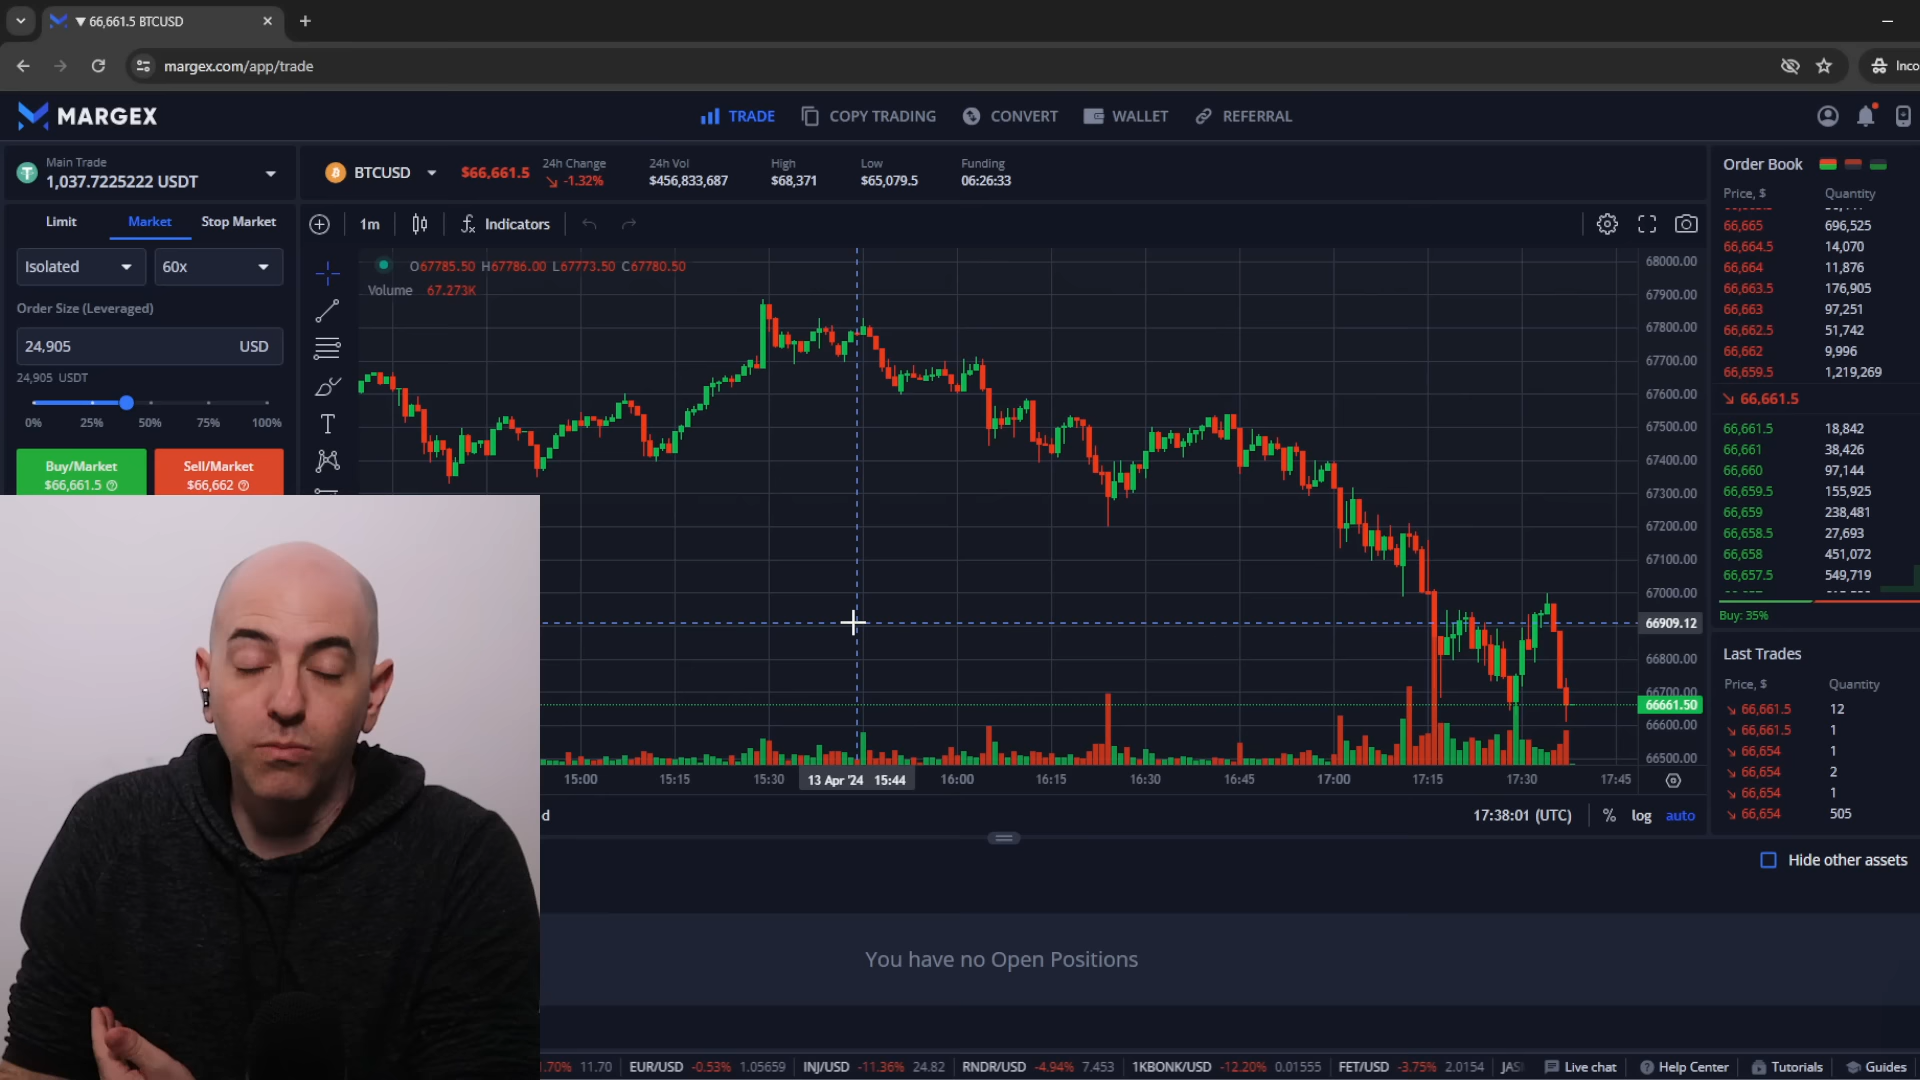 ▼ 66,661.5 BTCUSD
margex.com/app/trade
Inco
MARGEX
TRADE
COPY TRADING
CONVERT
WALLET
REFERRAL
Main Trade
1,037.7225222 USDT
BTCUSD
$66,661.5
24h Change
-1.32%
24h Vol
$456,833,687
High
$68,371
Low
$65,079.5
Funding
06:26:33
Limit
Market
Stop Market
Isolated
60x
Order Size (Leveraged)
24,905 USD
24,905 USDT
0% 25% 50% 75% 100%
Buy/Market
$66,661.5
Sell/Market
$66,662
1m
Indicators
O67785.50 H67786.00 L67773.50 C67780.50
Volume 67.273K
68000.00
67900.00
67800.00
67700.00
67600.00
67500.00
67400.00
67300.00
67200.00
67100.00
67000.00
66909.12
66800.00
66700.00
66661.50
66600.00
66500.00
15:00 15:15 15:30 13 Apr '24 15:44 16:00 16:15 16:30 16:45 17:00 17:15 17:30 17:45
d
17:38:01 (UTC) % log auto
Order Book
Price, $ Quantity
66,665 696,525
66,664.5 14,070
66,664 11,876
66,663.5 176,905
66,663 97,251
66,662.5 51,742
66,662 9,996
66,659.5 1,219,269
66,661.5
66,661.5 18,842
66,661 38,426
66,660 97,144
66,659.5 155,925
66,659 238,481
66,658.5 27,693
66,658 451,072
66,657.5 549,719
Buy: 35%
Last Trades
Price, $ Quantity
66,661.5 12
66,661.5 1
66,654 1
66,654 2
66,654 1
66,654 505
Hide other assets
You have no Open Positions
1.70% 11.70 EUR/USD -0.53% 1.05659 INJ/USD -11.36% 24.82 RNDR/USD -4.94% 7.453 1KBONK/USD -12.20% 0.01555 FET/USD -3.75% 2.0154 JAS
Live chat
Help Center
Tutorials
Guides